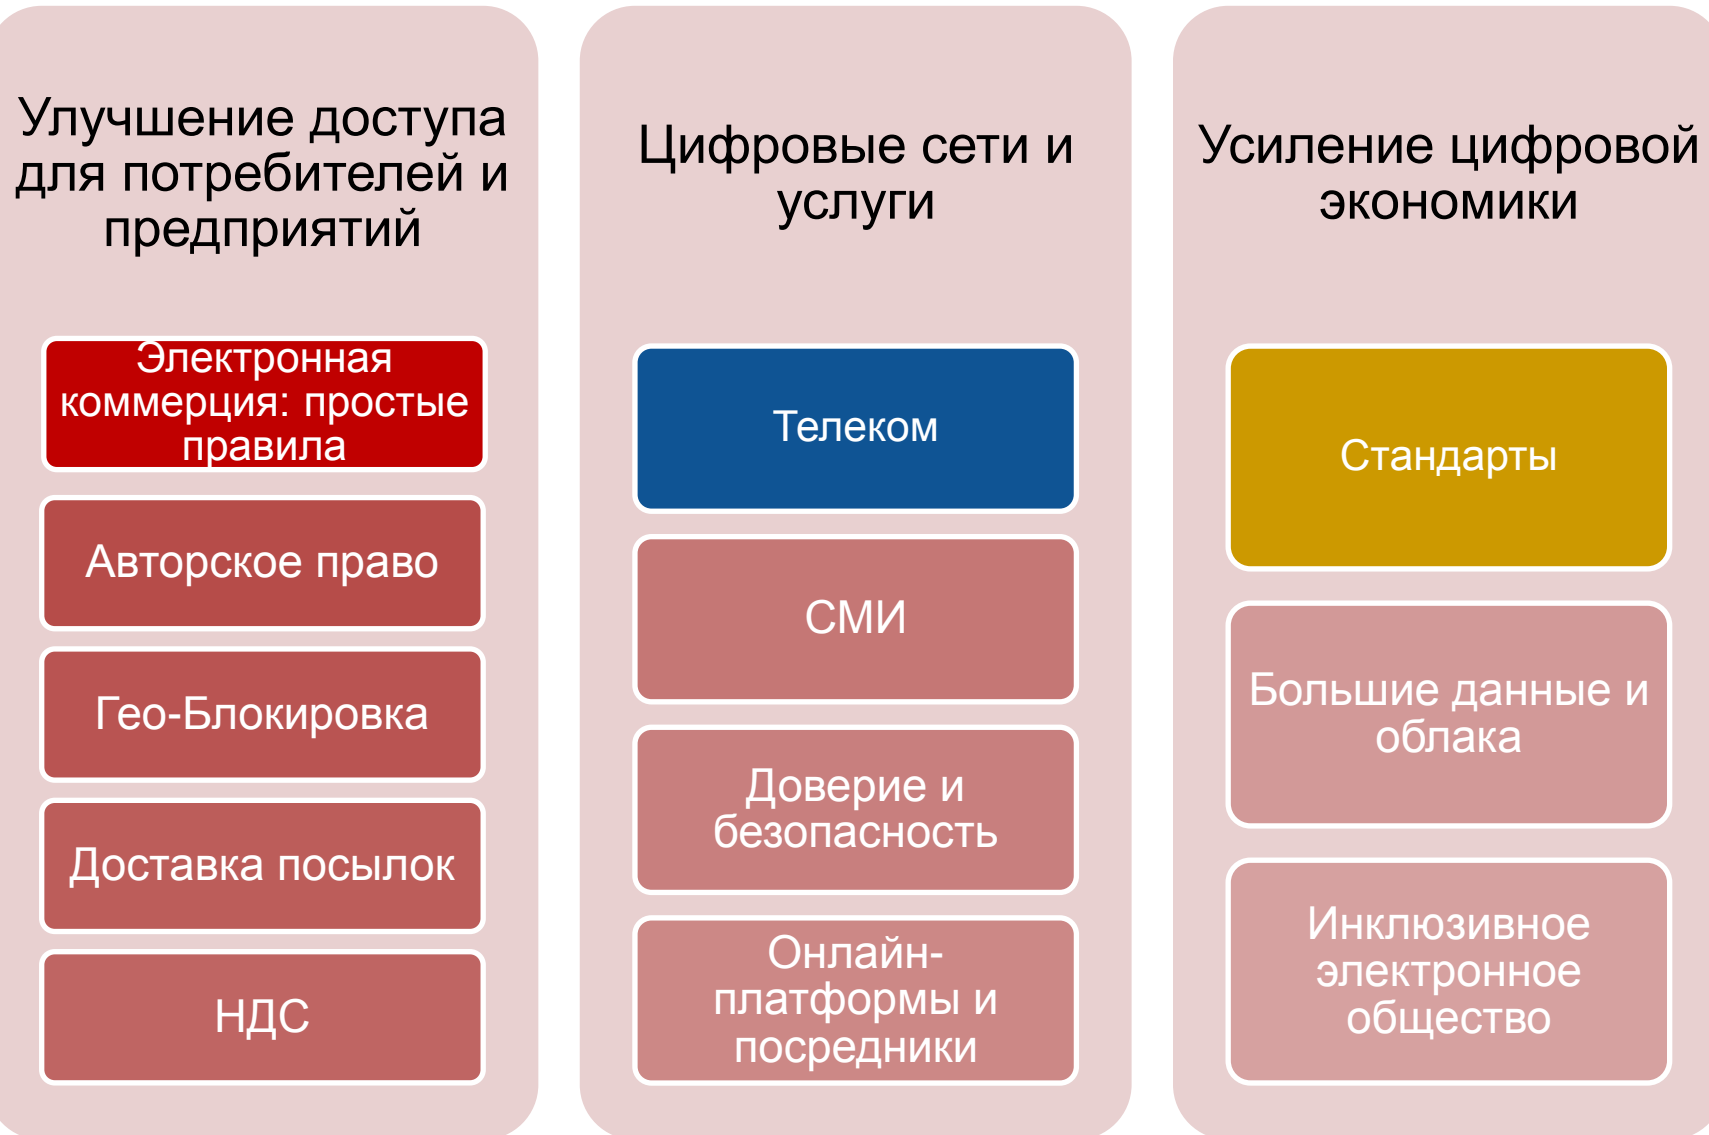 Улучшение доступа
для потребителей и
предприятий
Электронная
коммерция: простые
правила
Авторское право
Гео-Блокировка
Доставка посылок
НДС
Цифровые сети и
услуги
Телеком
СМИ
Доверие и
безопасность
Онлайн-
платформы и
посредники
Усиление цифровой
экономики
Стандарты
Большие данные и
облака
Инклюзивное
электронное
общество